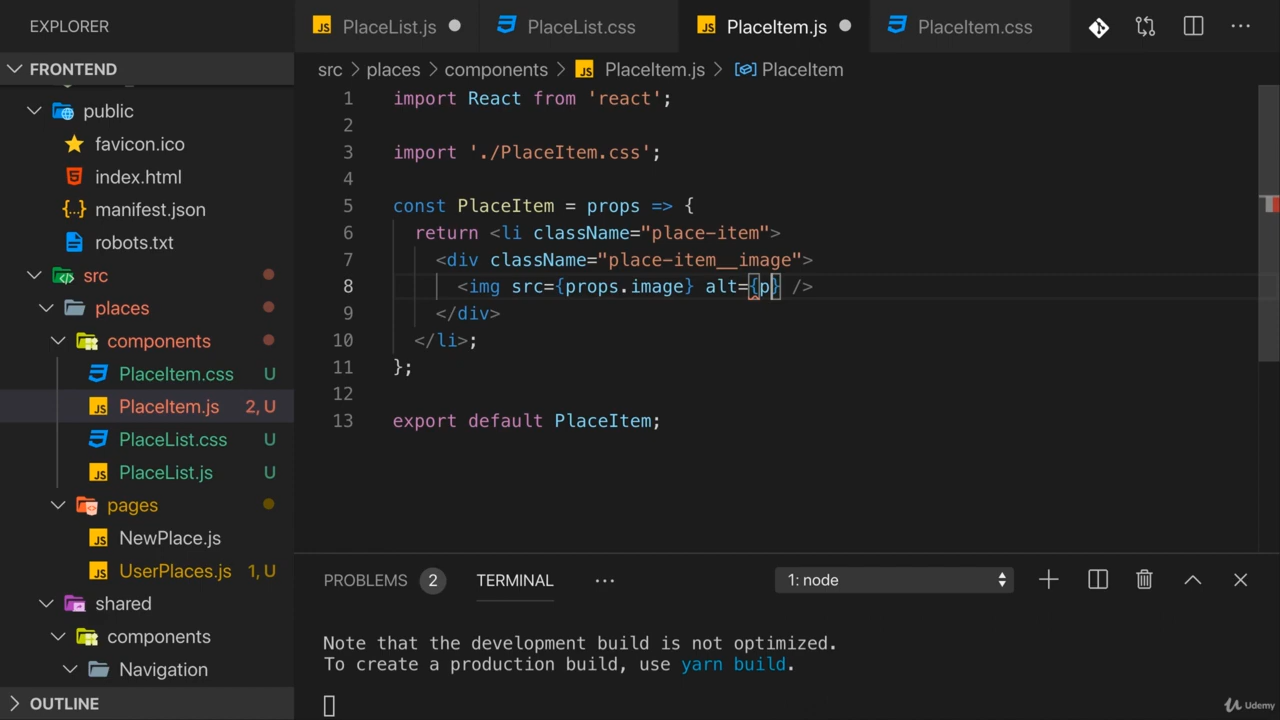 EXPLORER
PlaceList.js
PlaceList.css
PlaceItem.js
PlaceItem.css
FRONTEND
src > places > components > JS PlaceItem.js > PlaceItem
public
favicon.ico
index.html
manifest.json
robots.txt
src
places
components
PlaceItem.css U
JS PlaceItem.js 2, U
PlaceList.css U
JS PlaceList.js U
pages
JS NewPlace.js
JS UserPlaces.js 1, U
shared
components
Navigation
OUTLINE
1 import React from 'react';
2
3 import './PlaceItem.css';
4
5 const PlaceItem = props => {
6 return <li className="place-item">
7 <div className="place-item__image">
8 <img src={props.image} alt={p} />
9 </div>
10 </li>;
11 };
12
13 export default PlaceItem;
PROBLEMS 2 TERMINAL ··· 1: node
Note that the development build is not optimized.
To create a production build, use yarn build.
Udemy